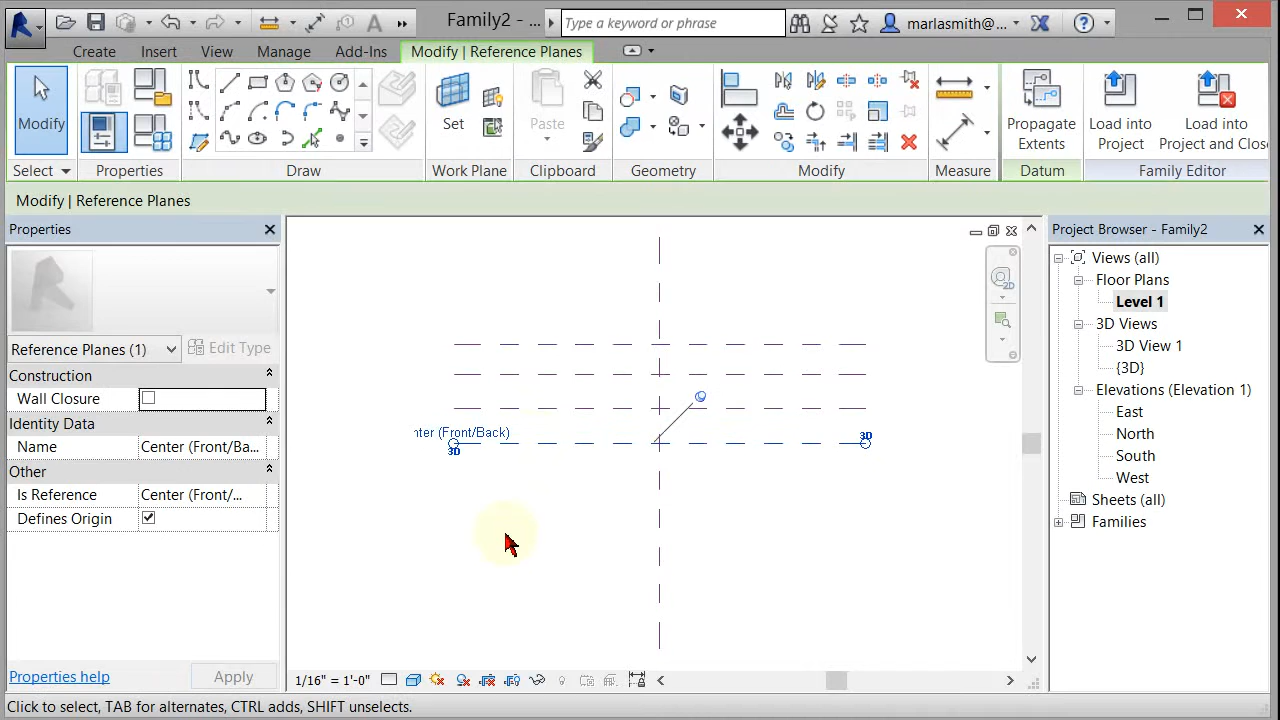 Family2 - ...
Type a keyword or phrase
marlasmith@...
Create
Insert
View
Manage
Add-Ins
Modify | Reference Planes
Modify
Set
Paste
Propagate Extents
Load into Project
Load into Project and Close
Select
Properties
Draw
Work Plane
Clipboard
Geometry
Modify
Measure
Datum
Family Editor
Modify | Reference Planes
Properties
Reference Planes (1)
Edit Type
Construction
Wall Closure
Identity Data
Name
Center (Front/Ba...
Other
Is Reference
Center (Front/...
Defines Origin
Properties help
Apply
2D
nter (Front/Back)
3D
3D
1/16" = 1'-0"
Project Browser - Family2
Views (all)
Floor Plans
Level 1
3D Views
3D View 1
{3D}
Elevations (Elevation 1)
East
North
South
West
Sheets (all)
Families
Click to select, TAB for alternates, CTRL adds, SHIFT unselects.